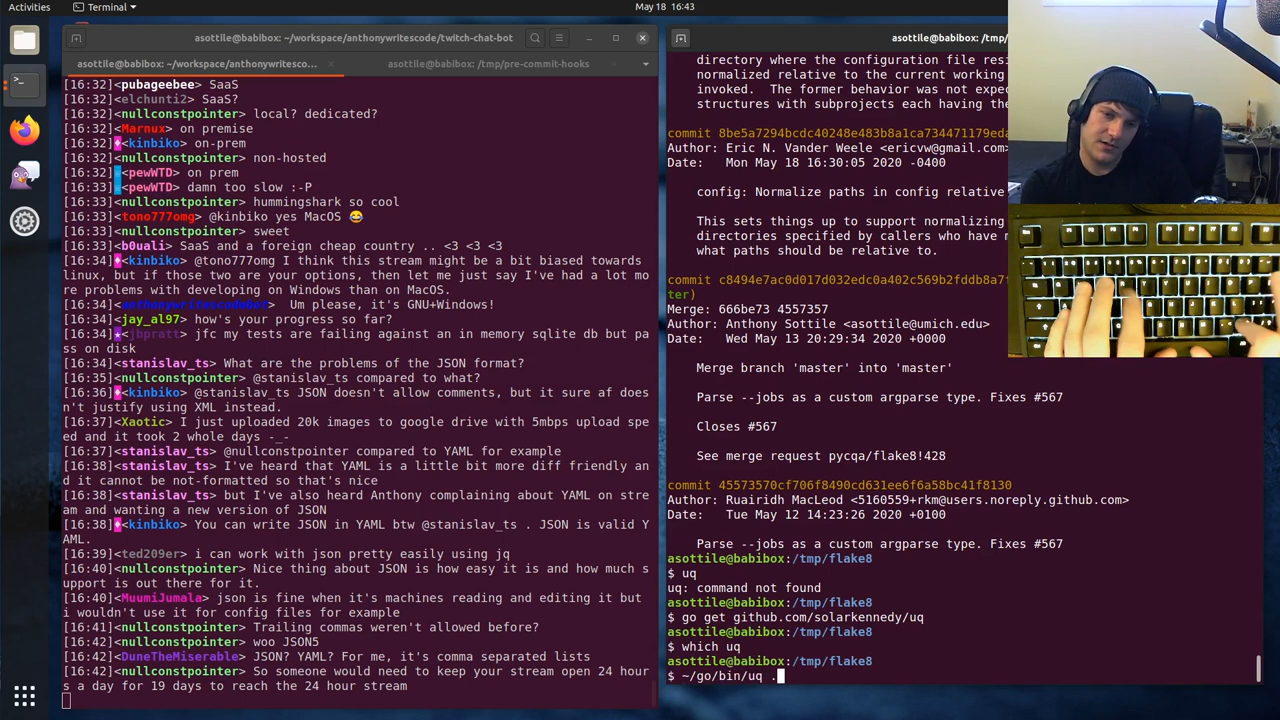 Activities
Terminal
May 18 16:43
asottile@babibox: ~/workspace/anthonywritescode/twitch-chat-bot
asottile@babibox: ~/workspace/anthonywritesco...
asottile@babibox: /tmp/pre-commit-hooks
[16:32]<pubageebee> SaaS
[16:32]<elchunti2> SaaS?
[16:32]<nullconstpointer> local? dedicated?
[16:32]<Marnux> on premise
[16:32]<kinbiko> on-prem
[16:32]<nullconstpointer> non-hosted
[16:32]<pewWTD> on prem
[16:33]<pewWTD> damn too slow :-P
[16:33]<nullconstpointer> hummingshark so cool
[16:33]<tono777omg> @kinbiko yes MacOS 😂
[16:33]<nullconstpointer> sweet
[16:33]<b0uali> SaaS and a foreign cheap country .. <3 <3 <3
[16:34]<kinbiko> @tono777omg I think this stream might be a bit biased towards
linux, but if those two are your options, then let me just say I've had a lot mo
re problems with developing on Windows than on MacOS.
[16:34]<anthonywritescodebot> Um please, it's GNU+Windows!
[16:34]<jay_al97> how's your progress so far?
[16:34]<jbpratt> jfc my tests are failing against an in memory sqlite db but pa
ss on disk
[16:34]<stanislav_ts> What are the problems of the JSON format?
[16:35]<nullconstpointer> @stanislav_ts compared to what?
[16:36]<kinbiko> @stanislav_ts JSON doesn't allow comments, but it sure af does
n't justify using XML instead.
[16:37]<Xaotic> I just uploaded 20k images to google drive with 5mbps upload spe
ed and it took 2 whole days -_-
[16:37]<stanislav_ts> @nullconstpointer compared to YAML for example
[16:38]<stanislav_ts> I've heard that YAML is a little bit more diff friendly an
d it cannot be not-formatted so that's nice
[16:38]<stanislav_ts> but I've also heard Anthony complaining about YAML on stre
am and wanting a new version of JSON
[16:38]<kinbiko> You can write JSON in YAML btw @stanislav_ts . JSON is valid Y
AML.
[16:39]<ted209er> i can work with json pretty easily using jq
[16:40]<nullconstpointer> Nice thing about JSON is how easy it is and how much s
upport is out there for it.
[16:40]<MuumiJumala> json is fine when it's machines reading and editing it but
i wouldn't use it for config files for example
[16:41]<nullconstpointer> Trailing commas weren't allowed before?
[16:42]<nullconstpointer> woo JSON5
[16:42]<DuneTheMiserable> JSON? YAML? For me, it's comma separated lists
[16:42]<nullconstpointer> So someone would need to keep your stream open 24 hour
s a day for 19 days to reach the 24 hour stream
asottile@babibox: /tmp/
directory where the configuration file resi
normalized relative to the current working
invoked.  The former behavior was not expec
structures with subprojects each having the
commit 8be5a7294bcdc40248e483b8a1ca734471179eda
Author: Eric N. Vander Weele <ericvw@gmail.com>
Date:   Mon May 18 16:30:05 2020 -0400
config: Normalize paths in config relative
This sets things up to support normalizing
directories specified by callers who have m
what paths should be relative to.
commit c8494e7ac0d017d032edc0a402c569b2fddb8a7f
ter)
Merge: 666be73 4557357
Author: Anthony Sottile <asottile@umich.edu>
Date:   Wed May 13 20:29:34 2020 +0000
Merge branch 'master' into 'master'
Parse --jobs as a custom argparse type. Fixes #567
Closes #567
See merge request pycqa/flake8!428
commit 45573570cf706f8490cd631ee6f6a58bc41f8130
Author: Ruairidh MacLeod <5160559+rkm@users.noreply.github.com>
Date:   Tue May 12 14:23:26 2020 +0100
Parse --jobs as a custom argparse type. Fixes #567
asottile@babibox:/tmp/flake8
$ uq
uq: command not found
asottile@babibox:/tmp/flake8
$ go get github.com/solarkennedy/uq
asottile@babibox:/tmp/flake8
$ which uq
asottile@babibox:/tmp/flake8
$ ~/go/bin/uq .